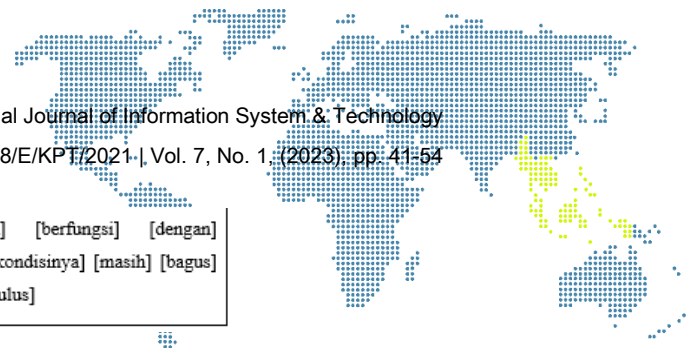 al Journal of Information System & Technology
8/E/KPT/2021 | Vol. 7, No. 1, (2023), pp. 41-54
] [berfungsi] [dengan]
kondisinya] [masih] [bagus]
ulus]